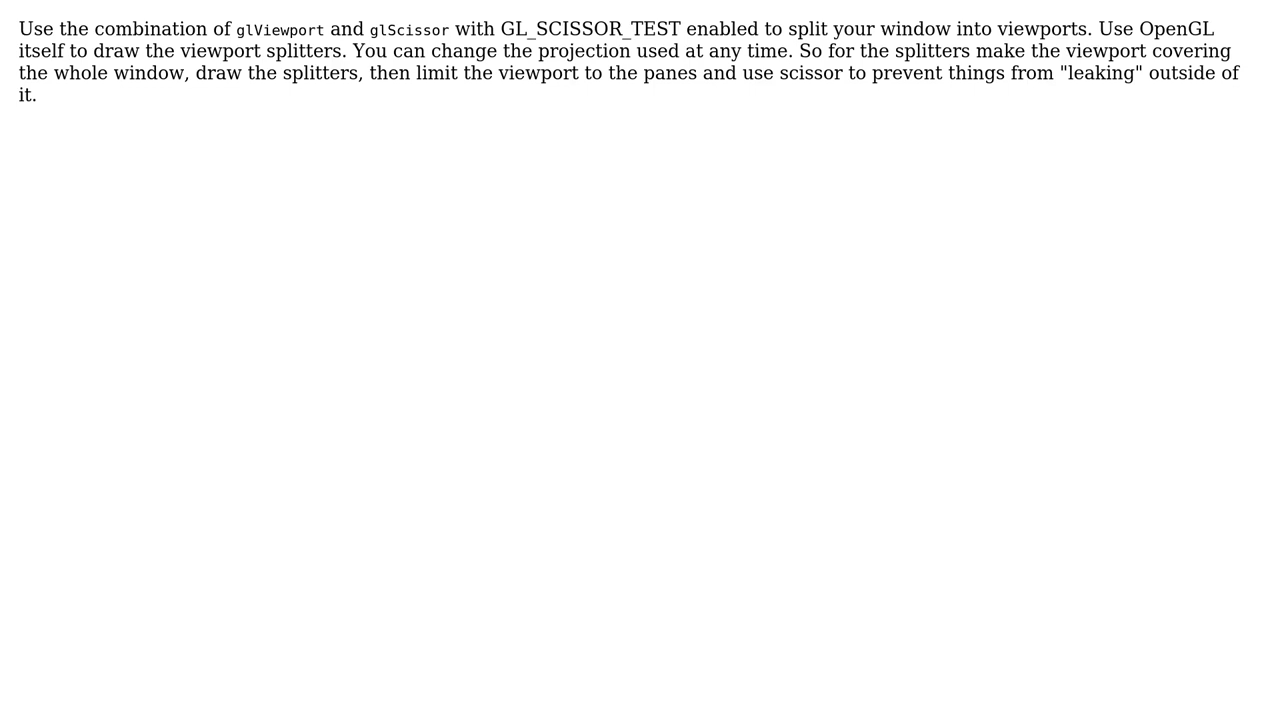 Use the combination of glViewport and glScissor with GL_SCISSOR_TEST enabled to split your window into viewports. Use OpenGL
itself to draw the viewport splitters. You can change the projection used at any time. So for the splitters make the viewport covering
the whole window, draw the splitters, then limit the viewport to the panes and use scissor to prevent things from "leaking" outside of
it.